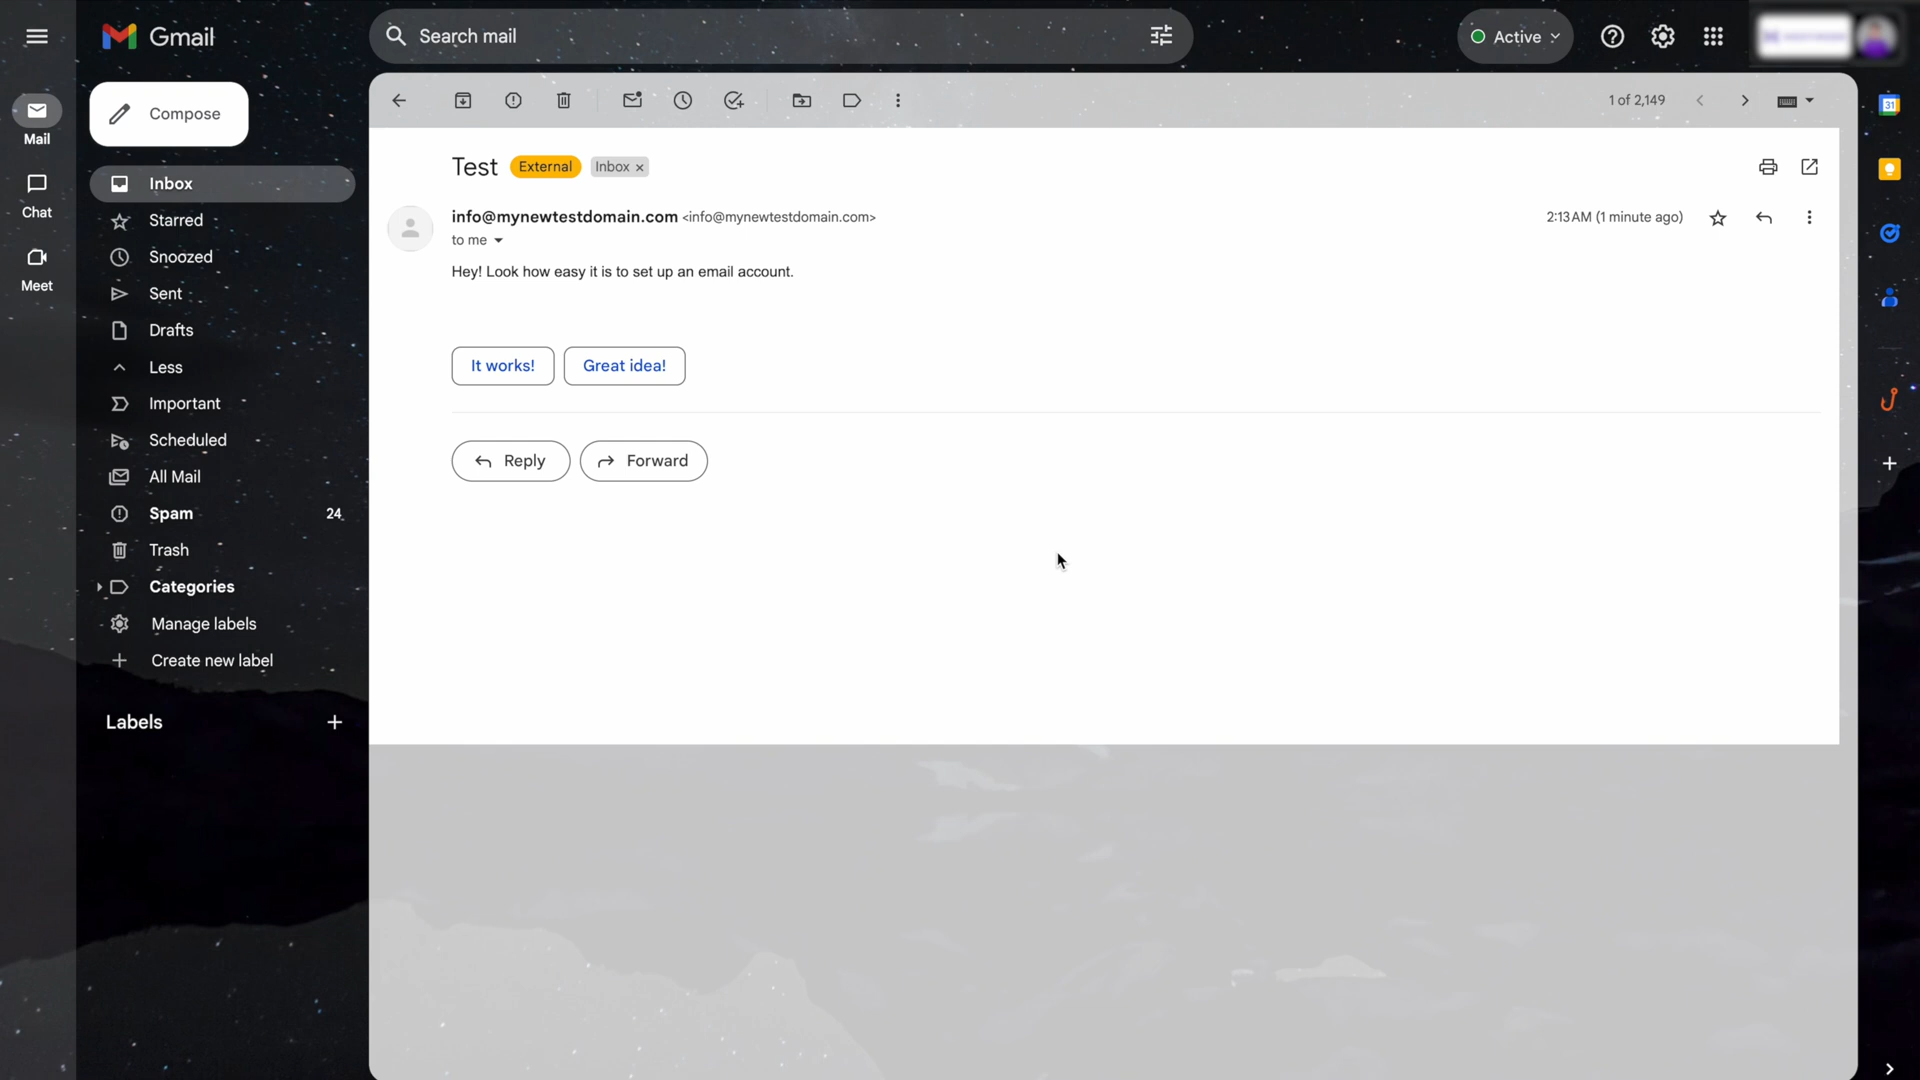 Gmail
Search mail
Active
Compose
Mail
Chat
Meet
Inbox
Starred
Snoozed
Sent
Drafts
Less
Important
Scheduled
All Mail
Spam 24
Trash
Categories
Manage labels
Create new label
Labels
1 of 2,149
Test External Inbox ×
info@mynewtestdomain.com <info@mynewtestdomain.com>
2:13 AM (1 minute ago)
to me
Hey! Look how easy it is to set up an email account.
It works! Great idea!
Reply Forward
31